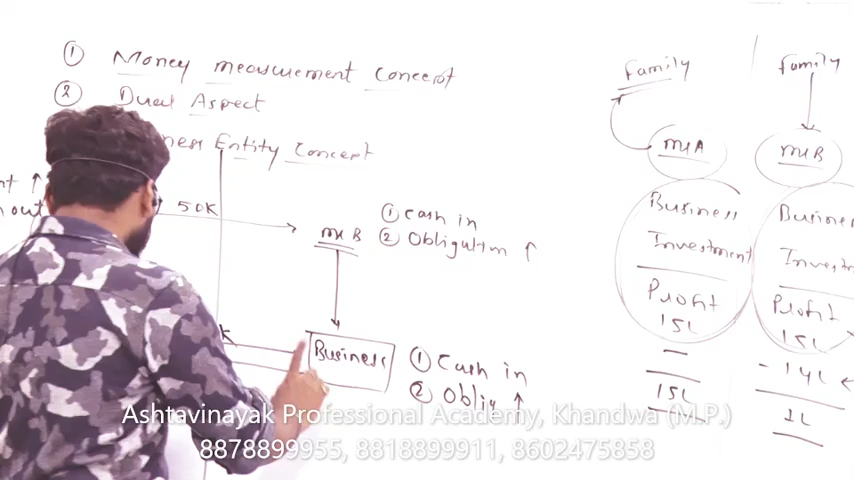 ① Money measurement Concept
② Dual Aspect
Entity Concept
50K
out
Mr B
① Cash in
② Obligation ↑
K
Business
① Cash in
② Oblig ↑
Family
Mr A
Business
Investment
Profit
15L
—
15L
Family
Mr B
Business
Profit
15L
- 14L
1L
Ashtavinayak Professional Academy, Khandwa (M.P.)
8878899955, 8818899911, 8602475858